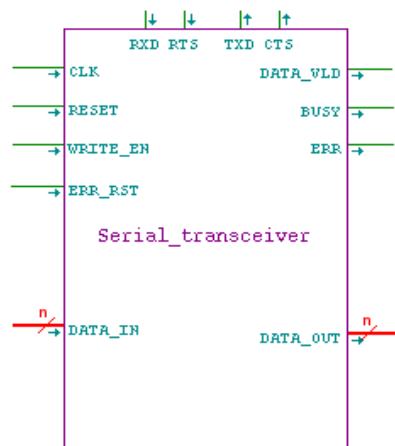 RXD RTS TXD CTS
CLK DATA_VLD
RESET BUSY
WRITE_EN ERR
ERR_RST
Serial_transceiver
n n
DATA_IN DATA_OUT